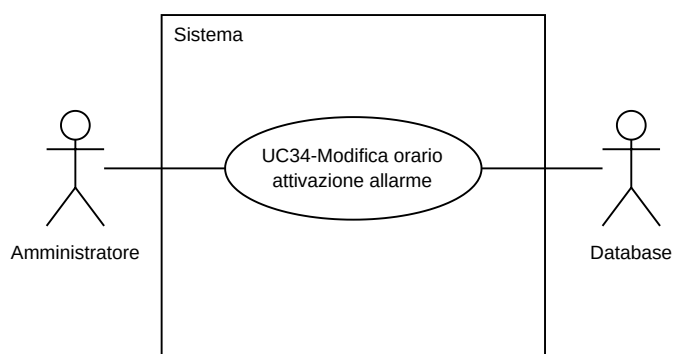 Sistema
UC34-Modifica orario
attivazione allarme
Amministratore
Database